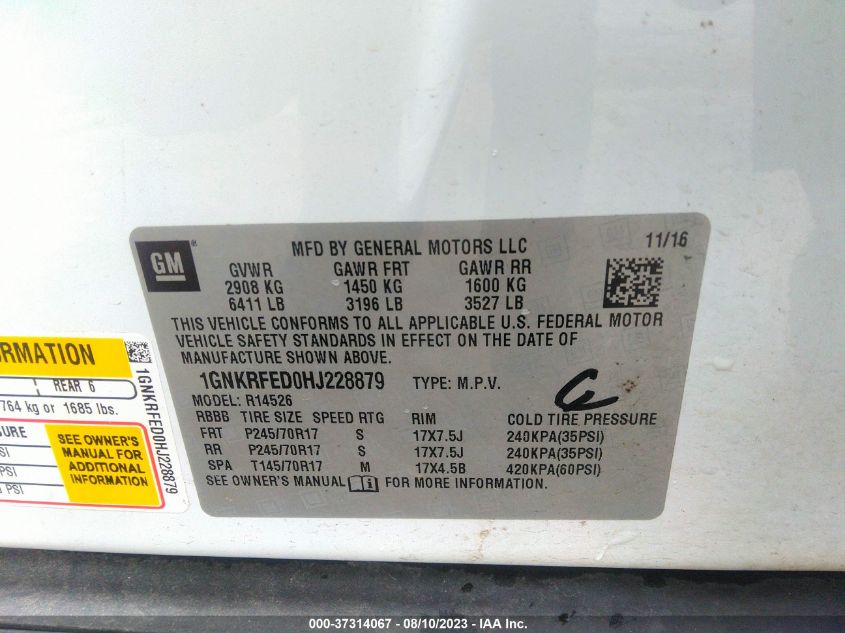 MFD BY GENERAL MOTORS LLC 11/16
GM ®
GVWR GAWR FRT GAWR RR
2908 KG 1450 KG 1600 KG
6411 LB 3196 LB 3527 LB
THIS VEHICLE CONFORMS TO ALL APPLICABLE U.S. FEDERAL MOTOR
VEHICLE SAFETY STANDARDS IN EFFECT ON THE DATE OF
MANUFACTURE SHOWN ABOVE.
1GNKRFED0HJ228879 TYPE: M.P.V.
MODEL: R14526
RBBB TIRE SIZE SPEED RTG RIM COLD TIRE PRESSURE
FRT P245/70R17 S 17X7.5J 240KPA(35PSI)
RR P245/70R17 S 17X7.5J 240KPA(35PSI)
SPA T145/70R17 M 17X4.5B 420KPA(60PSI)
SEE OWNER'S MANUAL FOR MORE INFORMATION.
RMATION
REAR 6
764 kg or 1685 lbs.
SURE
PSI
PSI
PSI
SEE OWNER'S
MANUAL FOR
ADDITIONAL
INFORMATION
1GNKRFED0HJ228879
000-37314067 - 08/10/2023 - IAA Inc.